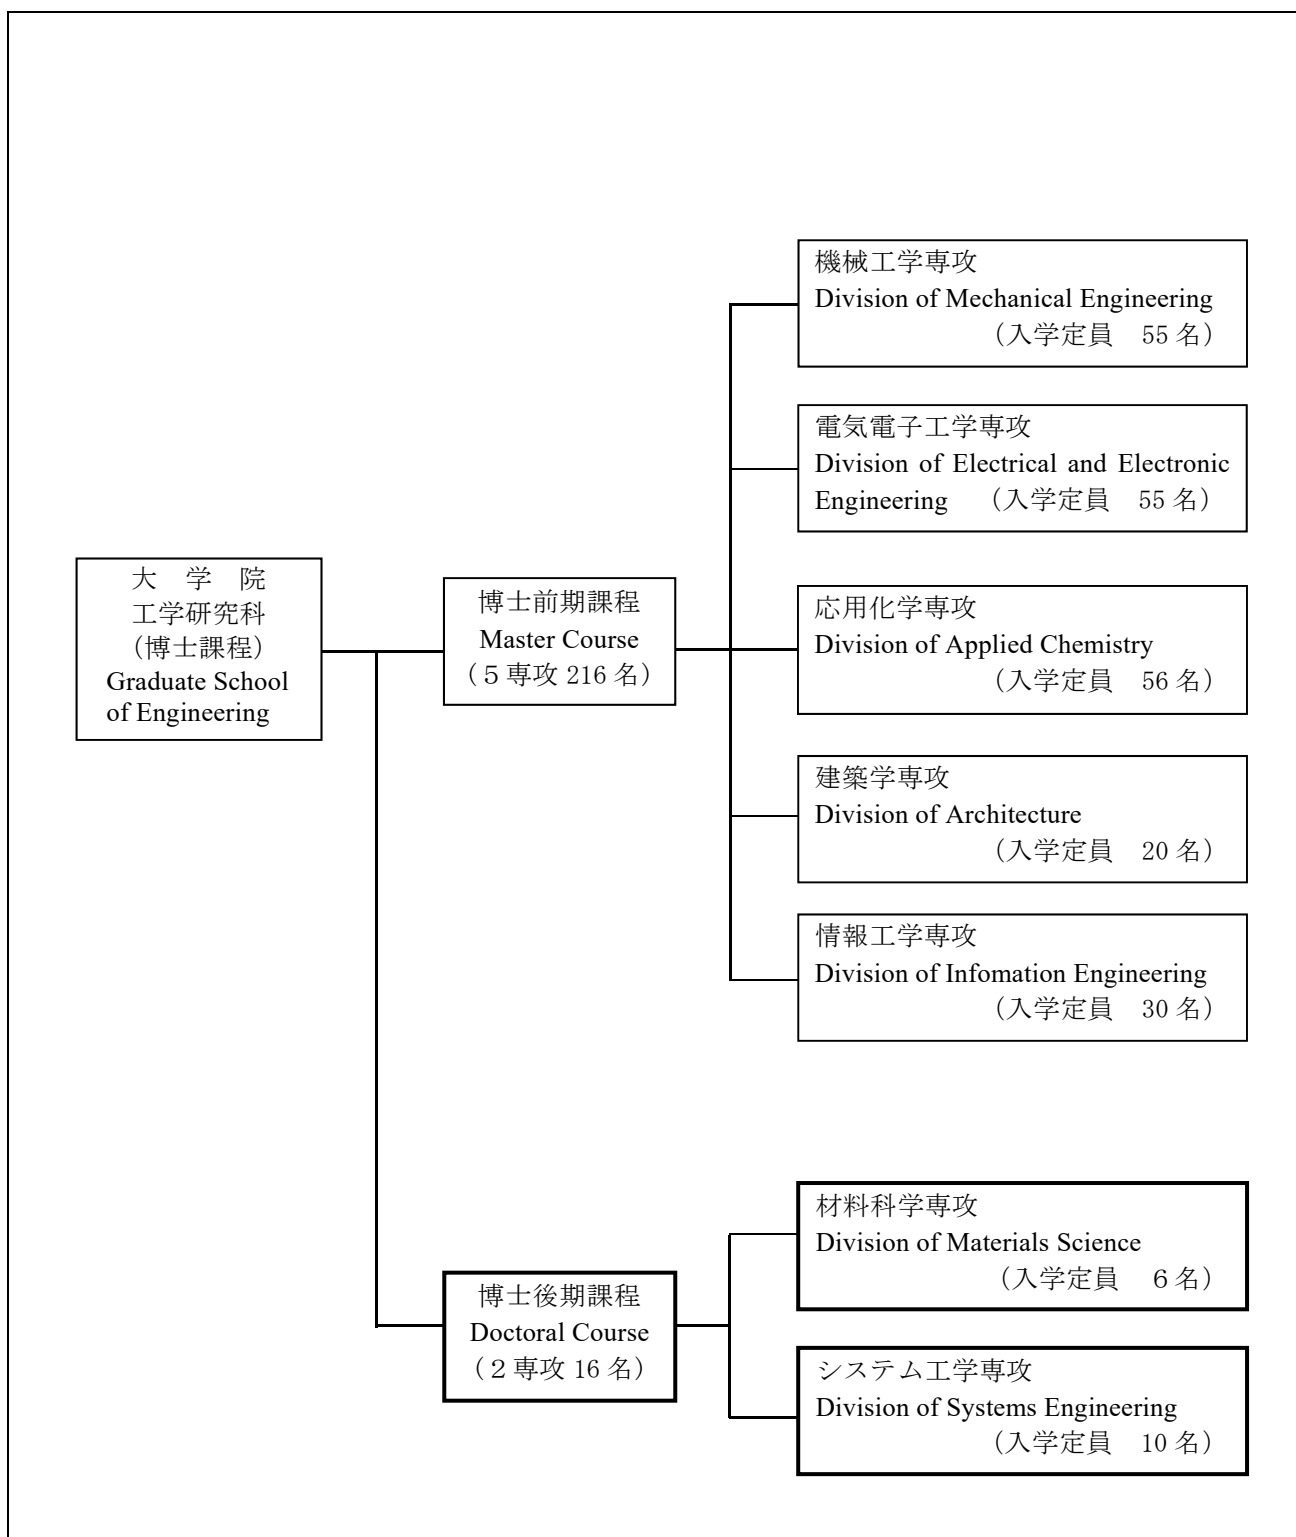 大　学　院
工学研究科
（博士課程）
Graduate School
of Engineering
博士前期課程
Master Course
（５専攻 216 名）
機械工学専攻
Division of Mechanical Engineering
（入学定員　55 名）
電気電子工学専攻
Division of Electrical and Electronic
Engineering　（入学定員　55 名）
応用化学専攻
Division of Applied Chemistry
（入学定員　56 名）
建築学専攻
Division of Architecture
（入学定員　20 名）
情報工学専攻
Division of Infomation Engineering
（入学定員　30 名）
博士後期課程
Doctoral Course
（２専攻 16 名）
材料科学専攻
Division of Materials Science
（入学定員　６名）
システム工学専攻
Division of Systems Engineering
（入学定員　10 名）